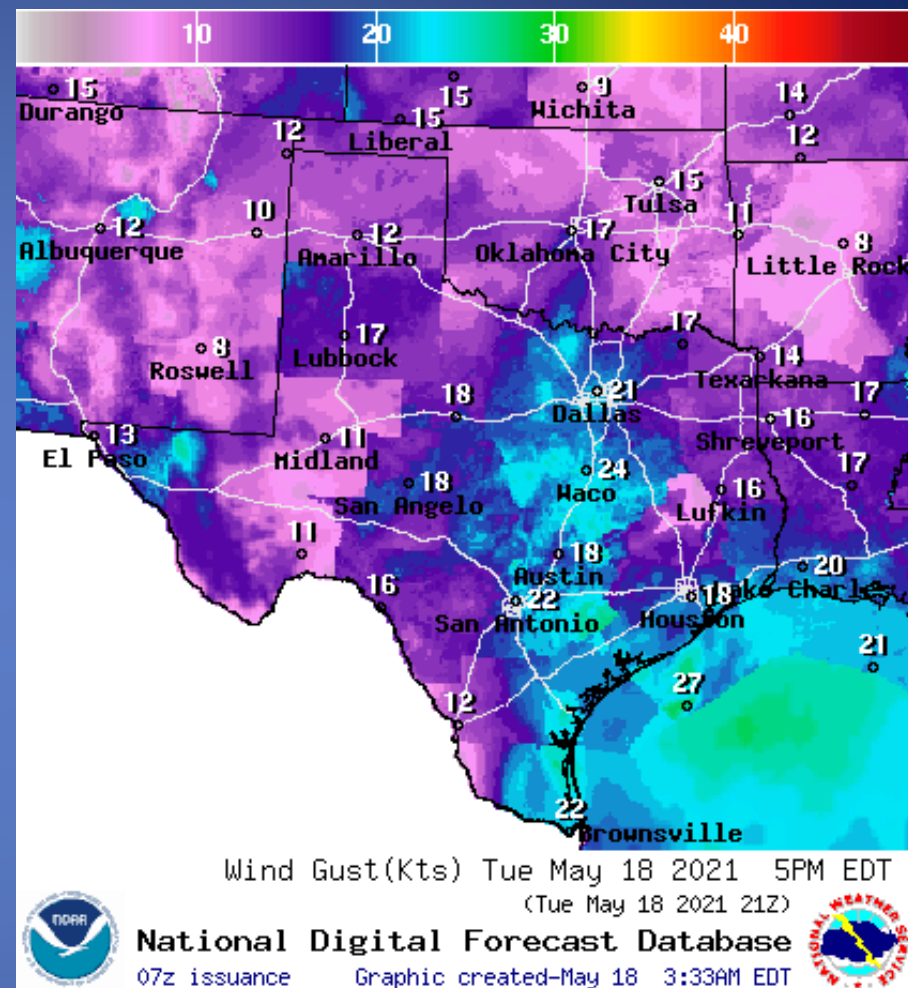 10 20 30 40
15
Durango
15
9
Wichita
14
15
Liberal
12
12
15
Tulsa
12
Albuquerque
10
12
Amarillo
17
Oklahoma City
11
8
Little Rock
8
Roswell
17
Lubbock
17
14
Texarkana
21
Dallas
18
16
Shreveport
17
13
El Paso
11
Midland
24
Waco
18
San Angelo
16
Lufkin
17
11
18
Austin
20
Lake Charles
16
22
San Antonio
18
Houston
21
27
12
22
Brownsville
Wind Gust(Kts) Tue May 18 2021 5PM EDT
(Tue May 18 2021 21Z)
National Digital Forecast Database
07z issuance Graphic created-May 18 3:33AM EDT
NOAA
NATIONAL WEATHER SERVICE